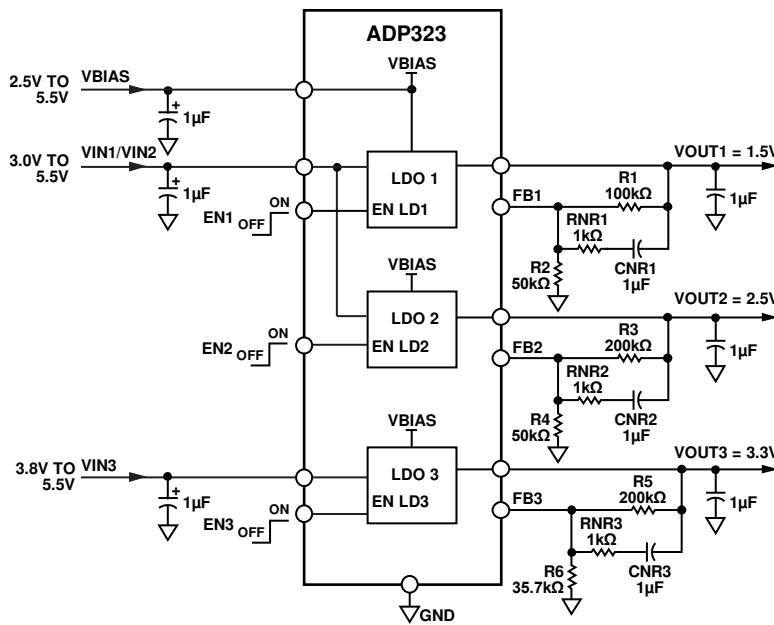 ADP323
VBIAS
2.5V TO
5.5V
VBIAS
+
1µF
3.0V TO
5.5V
VIN1/VIN2
+
1µF
LDO 1
EN LD1
EN1
OFF
ON
VOUT1 = 1.5V
R1
100kΩ
1µF
FB1
RNR1
1kΩ
CNR1
1µF
R2
50kΩ
VBIAS
LDO 2
EN LD2
EN2
OFF
ON
VOUT2 = 2.5V
R3
200kΩ
1µF
FB2
RNR2
1kΩ
CNR2
1µF
R4
50kΩ
VBIAS
3.8V TO
5.5V
VIN3
+
1µF
LDO 3
EN LD3
EN3
OFF
ON
VOUT3 = 3.3V
R5
200kΩ
1µF
FB3
RNR3
1kΩ
CNR3
1µF
R6
35.7kΩ
GND